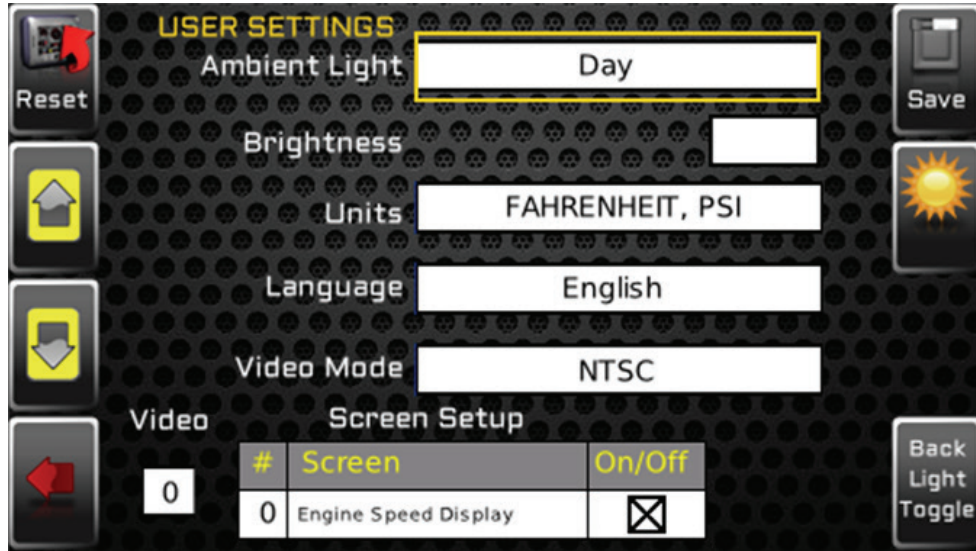 USER SETTINGS
Reset
Ambient Light
Day
Save
Brightness
Units
FAHRENHEIT, PSI
Language
English
Video Mode
NTSC
Video
Screen Setup
# Screen On/Off
0
0 Engine Speed Display
Back
Light
Toggle